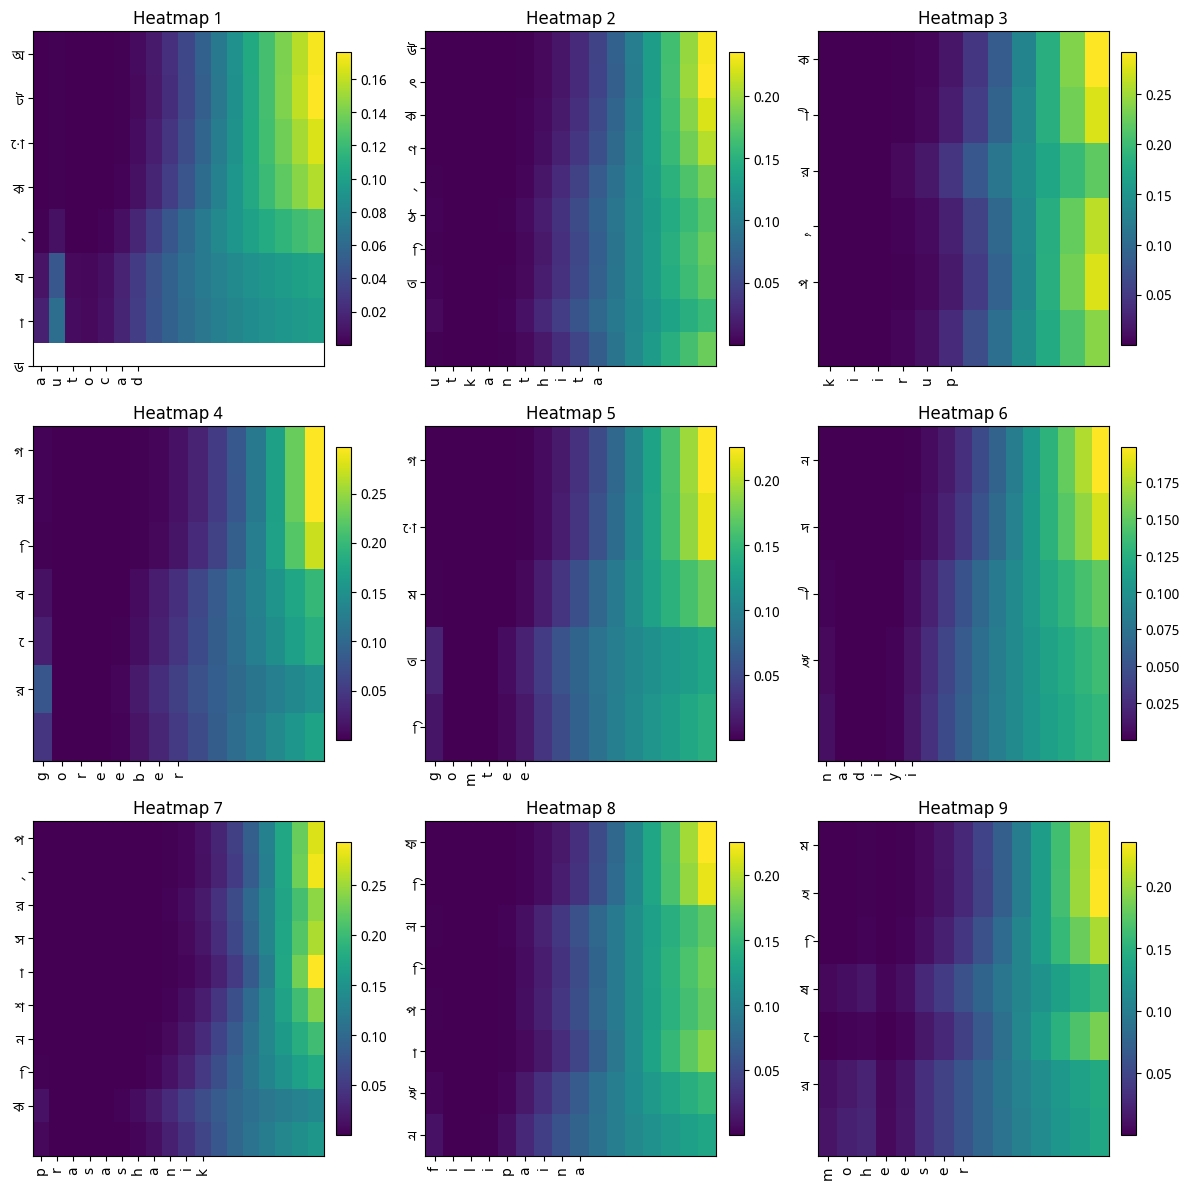 Heatmap 1
অ
ট
ো
ক
্
য
া
ড
a u t o c a d
0.16
0.14
0.12
0.10
0.08
0.06
0.04
0.02
Heatmap 2
উ
ৎ
ক
ণ
্
ঠ
ি
ত
u t k a n t h i t a
0.20
0.15
0.10
0.05
Heatmap 3
ক
ী
র
ূ
প
k i i r u p
0.25
0.20
0.15
0.10
0.05
Heatmap 4
গ
র
ি
ব
ে
র
g o r e e b e r
0.25
0.20
0.15
0.10
0.05
Heatmap 5
গ
ো
ম
ত
ি
g o m t e e
0.20
0.15
0.10
0.05
Heatmap 6
ন
দ
ী
ই
n a d i y i
0.175
0.150
0.125
0.100
0.075
0.050
0.025
Heatmap 7
প
্
র
স
া
শ
ন
ি
ক
p r a s a s h a n i k
0.25
0.20
0.15
0.10
0.05
Heatmap 8
ফ
ি
ল
ি
প
া
ই
ন
f i l i p a i n a
0.20
0.15
0.10
0.05
Heatmap 9
ম
হ
ি
ষ
ে
র
m o h e e s e r
0.20
0.15
0.10
0.05